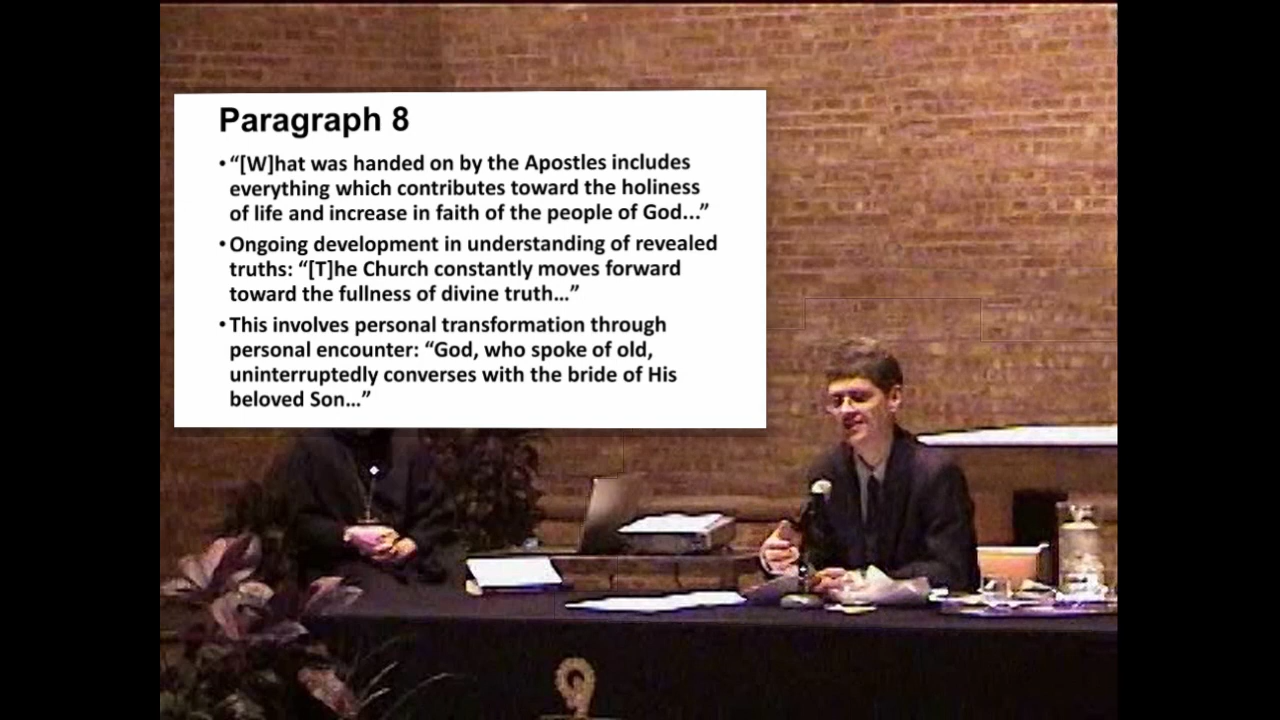 Paragraph 8
•“[W]hat was handed on by the Apostles includes
everything which contributes toward the holiness
of life and increase in faith of the people of God...”
•Ongoing development in understanding of revealed
truths: “[T]he Church constantly moves forward
toward the fullness of divine truth…”
•This involves personal transformation through
personal encounter: “God, who spoke of old,
uninterruptedly converses with the bride of His
beloved Son…”